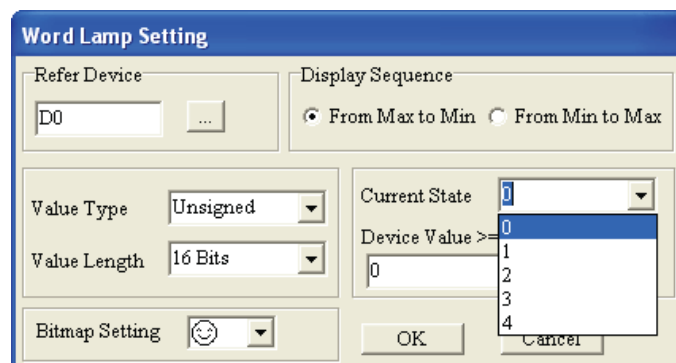 Word Lamp Setting
Refer Device
D0
...
Display Sequence
From Max to Min
From Min to Max
Value Type
Unsigned
Value Length
16 Bits
Current State
0
0
1
2
3
4
Device Value >=
0
Bitmap Setting
OK
Cancel